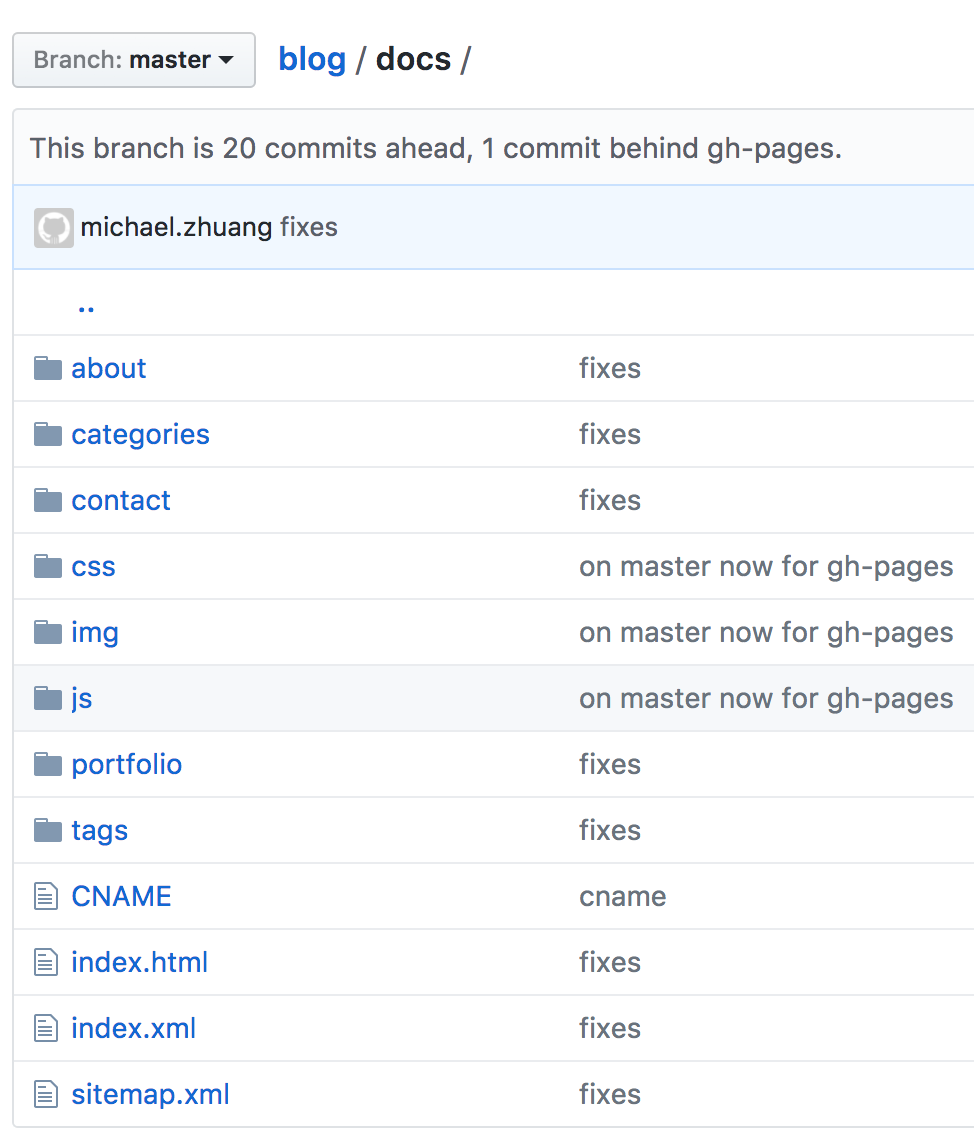 Branch: master blog / docs /
This branch is 20 commits ahead, 1 commit behind gh-pages.
michael.zhuang fixes
..
about fixes
categories fixes
contact fixes
css on master now for gh-pages
img on master now for gh-pages
js on master now for gh-pages
portfolio fixes
tags fixes
CNAME cname
index.html fixes
index.xml fixes
sitemap.xml fixes